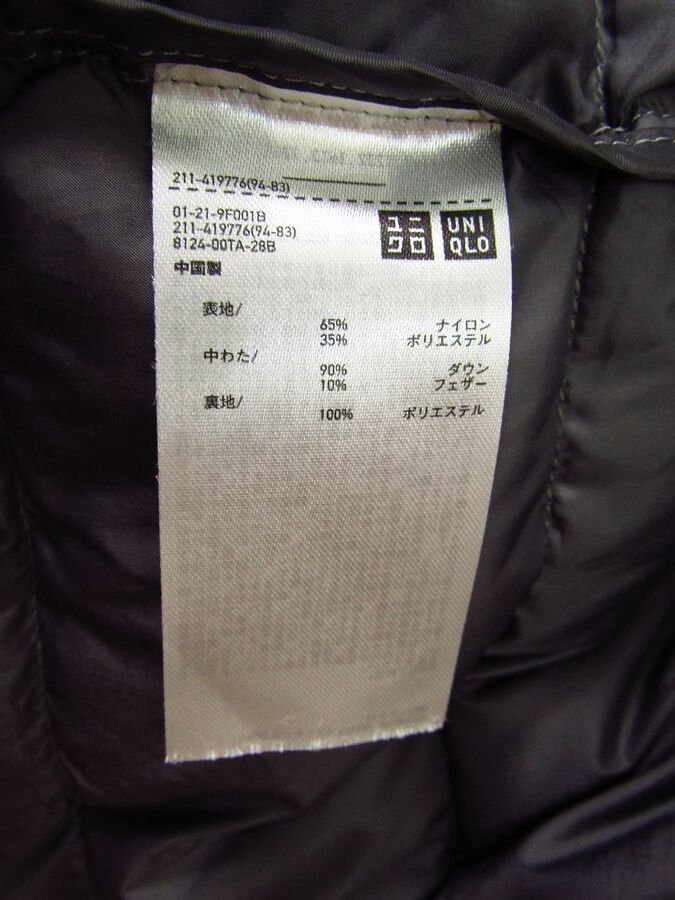 211-419776(94-83)
01-21-9F001B
211-419776(94-83)
8124-00TA-28B
ユニ
クロ
UNI
QLO
中国製
表地/
65% ナイロン
35% ポリエステル
中わた/
90% ダウン
10% フェザー
裏地/
100% ポリエステル